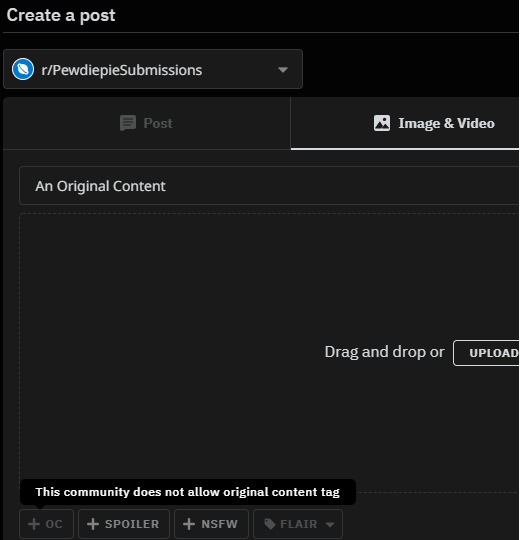 Create a post
r/PewdiepieSubmissions
Post
Image & Video
An Original Content
Drag and drop or UPLOAD
This community does not allow original content tag
+ OC + SPOILER + NSFW FLAIR